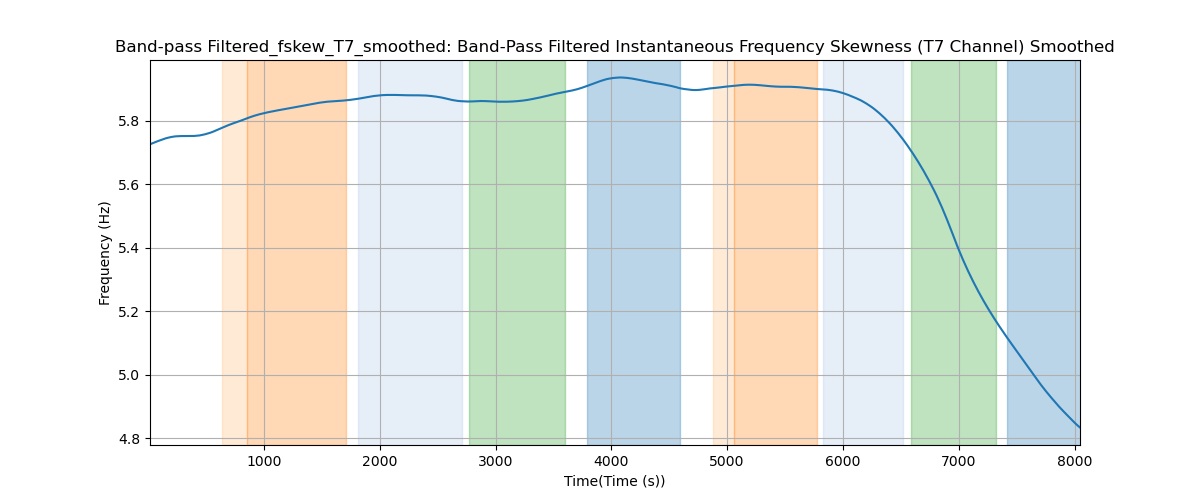 Band-pass Filtered_fskew_T7_smoothed: Band-Pass Filtered Instantaneous Frequency Skewness (T7 Channel) Smoothed
Frequency (Hz)
5.8
5.6
5.4
5.2
5.0
4.8
1000 2000 3000 4000 5000 6000 7000 8000
Time(Time (s))